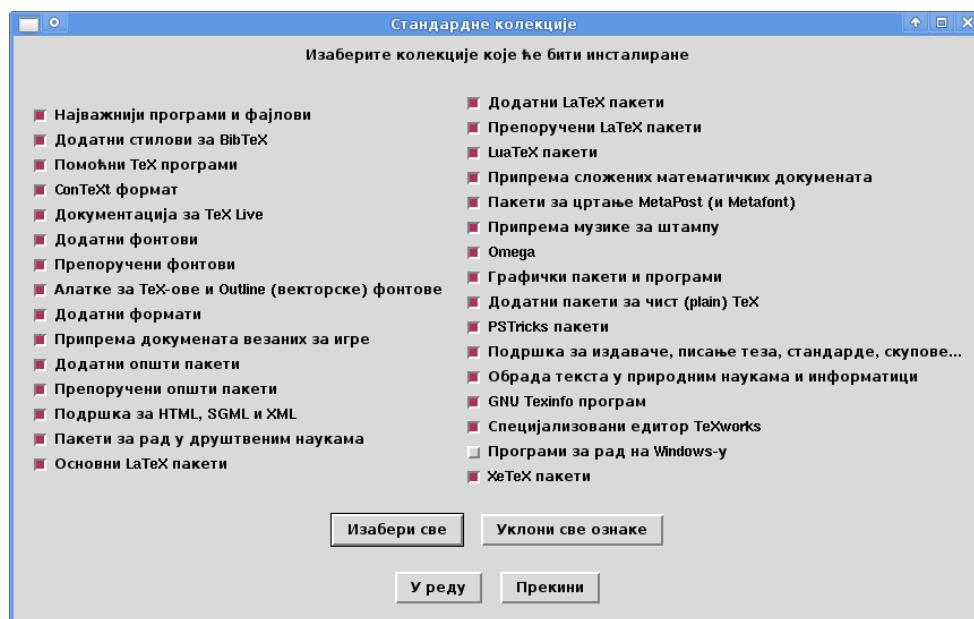 Стандардне колекције
Изаберите колекције које ће бити инсталиране
Најважнији програми и фајлови
Додатни стилови за BibTeX
Помоћни TeX програми
ConTeXt формат
Документација за TeX Live
Додатни фонтови
Препоручени фонтови
Алатке за TeX-ове и Outline (векторске) фонтове
Додатни формати
Припрема докумената везаних за игре
Додатни општи пакети
Препоручени општи пакети
Подршка за HTML, SGML и XML
Пакети за рад у друштвеним наукама
Основни LaTeX пакети
Додатни LaTeX пакети
Препоручени LaTeX пакети
LuaTeX пакети
Припрема сложених математичких докумената
Пакети за цртање MetaPost (и Metafont)
Припрема музике за штампу
Omega
Графички пакети и програми
Додатни пакети за чист (plain) TeX
PSTricks пакети
Подршка за издаваче, писање теза, стандарде, скупове...
Обрада текста у природним наукама и информатици
GNU Texinfo програм
Специјализовани едитор TeXworks
Програми за рад на Windows-у
XeTeX пакети
Изабери све
Уклони све ознаке
У реду
Прекини